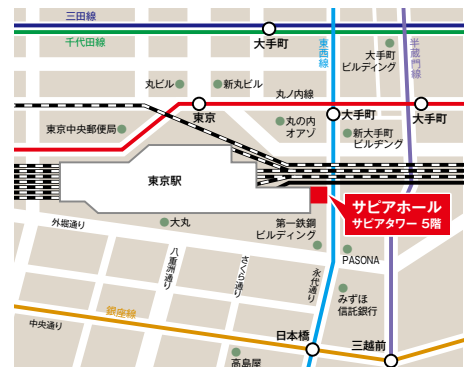 三田線
千代田線
大手町
東西線
大手町
ビルディング
半蔵門線
丸ビル
新丸ビル
丸ノ内線
東京
大手町
大手町
東京中央郵便局
丸の内
オアゾ
新大手町
ビルヂング
東京駅
サピアホール
サピアタワー 5階
外堀通り
大丸
第一鉄鋼
ビルディング
PASONA
八重洲通り
さくら通り
永代通り
みずほ
信託銀行
銀座線
中央通り
日本橋
三越前
高島屋